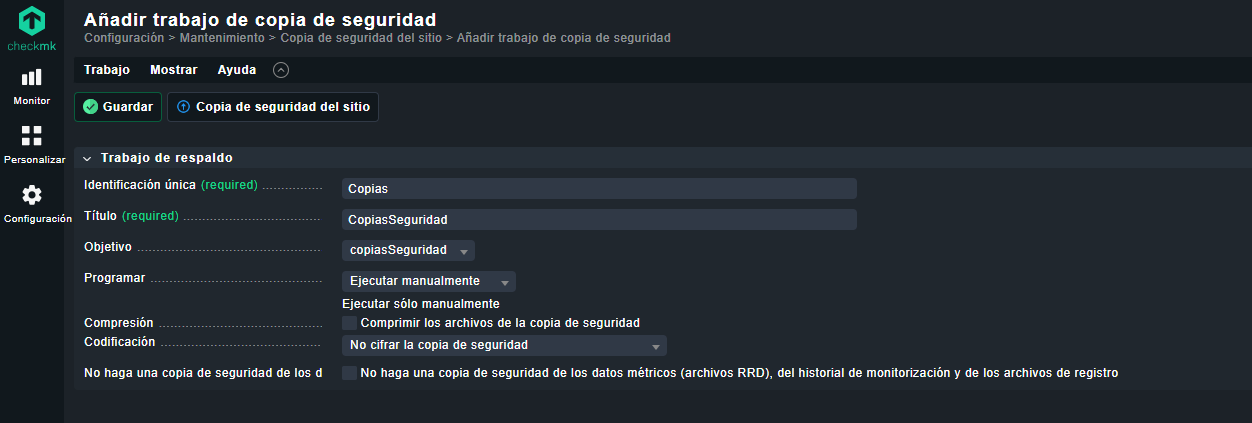 Añadir trabajo de copia de seguridad
Configuración > Mantenimiento > Copia de seguridad del sitio > Añadir trabajo de copia de seguridad
checkmk
Trabajo Mostrar Ayuda
Monitor
Guardar Copia de seguridad del sitio
Personalizar
Trabajo de respaldo
Identificación única (required) Copias
Configuración
Título (required) CopiasSeguridad
Objetivo copiasSeguridad
Programar Ejecutar manualmente
Ejecutar sólo manualmente
Compresión Comprimir los archivos de la copia de seguridad
Codificación No cifrar la copia de seguridad
No haga una copia de seguridad de los d No haga una copia de seguridad de los datos métricos (archivos RRD), del historial de monitorización y de los archivos de registro